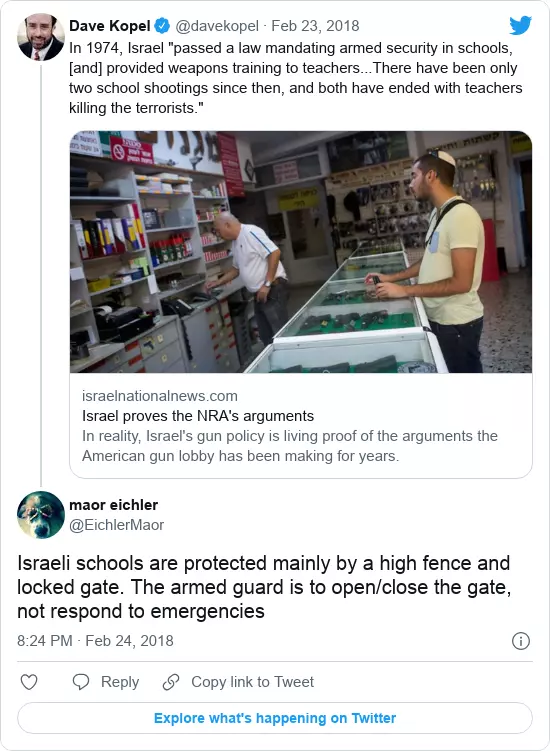 Dave Kopel @davekopel · Feb 23, 2018
In 1974, Israel "passed a law mandating armed security in schools,
[and] provided weapons training to teachers...There have been only
two school shootings since then, and both have ended with teachers
killing the terrorists."
israelnationalnews.com
Israel proves the NRA's arguments
In reality, Israel's gun policy is living proof of the arguments the
American gun lobby has been making for years.
maor eichler
@EichlerMaor
Israeli schools are protected mainly by a high fence and
locked gate. The armed guard is to open/close the gate,
not respond to emergencies
8:24 PM · Feb 24, 2018
Reply
Copy link to Tweet
Explore what's happening on Twitter